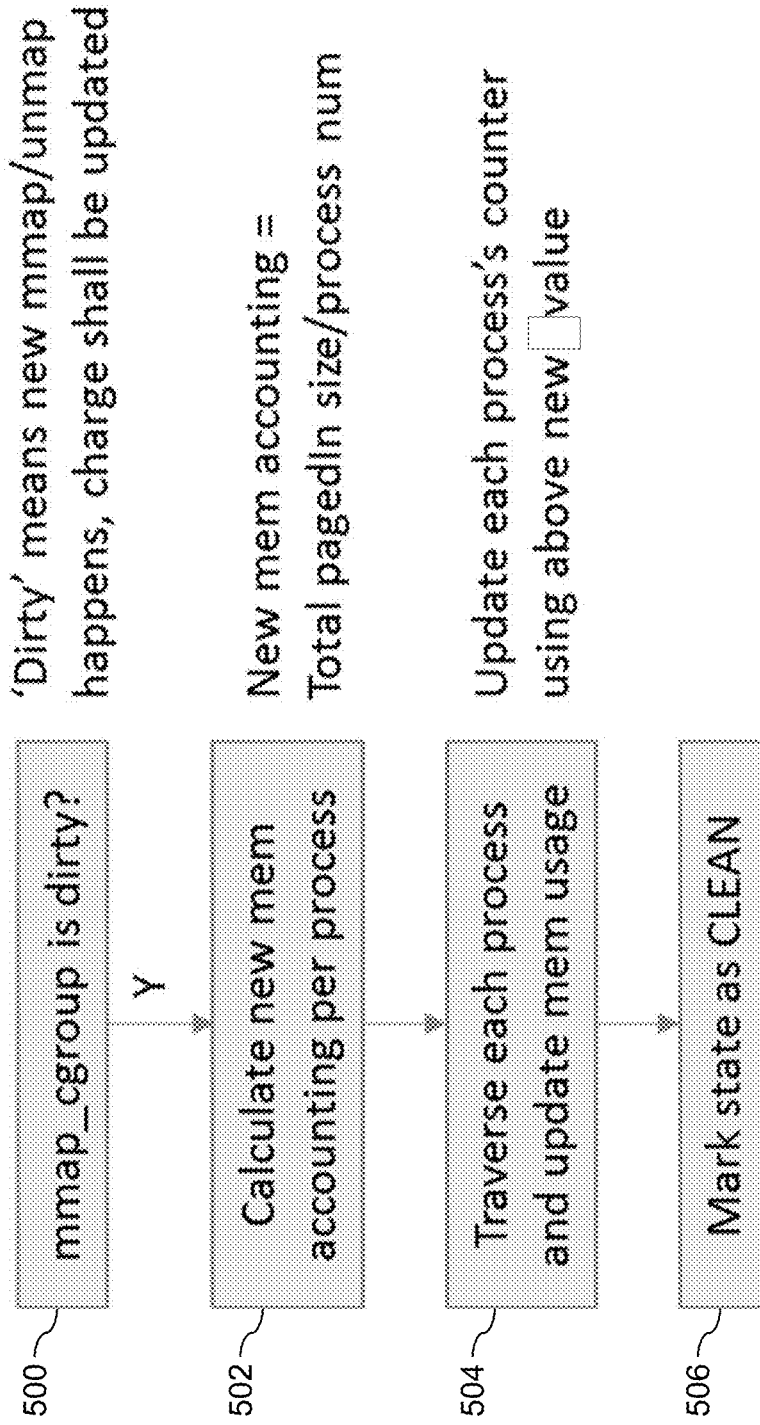 500
mmap_cgroup is dirty?
'Dirty' means new mmap/unmap
happens, charge shall be updated
Y
502
Calculate new mem
accounting per process
New mem accounting =
Total pagedIn size/process num
504
Traverse each process
and update mem usage
Update each process's counter
using above new value
506
Mark state as CLEAN